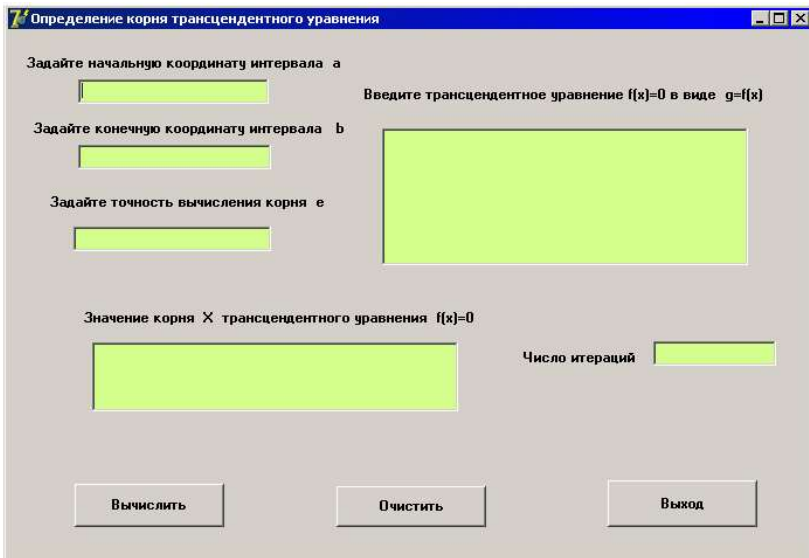 Определение корня трансцендентного уравнения
Задайте начальную координату интервала a
Введите трансцендентное уравнение f(x)=0 в виде g=f(x)
Задайте конечную координату интервала b
Задайте точность вычисления корня e
Значение корня X трансцендентного уравнения f(x)=0
Число итераций
Вычислить
Очистить
Выход